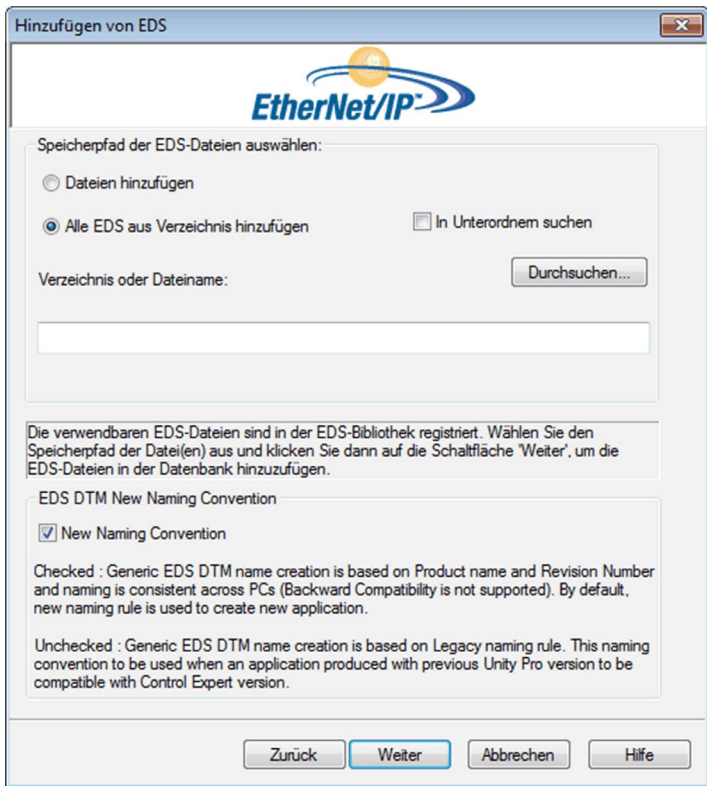 Hinzufügen von EDS
EtherNet/IP™
Speicherpfad der EDS-Dateien auswählen:
Dateien hinzufügen
Alle EDS aus Verzeichnis hinzufügen
In Unterordnern suchen
Verzeichnis oder Dateiname:
Durchsuchen...
Die verwendbaren EDS-Dateien sind in der EDS-Bibliothek registriert. Wählen Sie den
Speicherpfad der Datei(en) aus und klicken Sie dann auf die Schaltfläche 'Weiter', um die
EDS-Dateien in der Datenbank hinzuzufügen.
EDS DTM New Naming Convention
New Naming Convention
Checked : Generic EDS DTM name creation is based on Product name and Revision Number
and naming is consistent across PCs (Backward Compatibility is not supported). By default,
new naming rule is used to create new application.
Unchecked : Generic EDS DTM name creation is based on Legacy naming rule. This naming
convention to be used when an application produced with previous Unity Pro version to be
compatible with Control Expert version.
Zurück
Weiter
Abbrechen
Hilfe